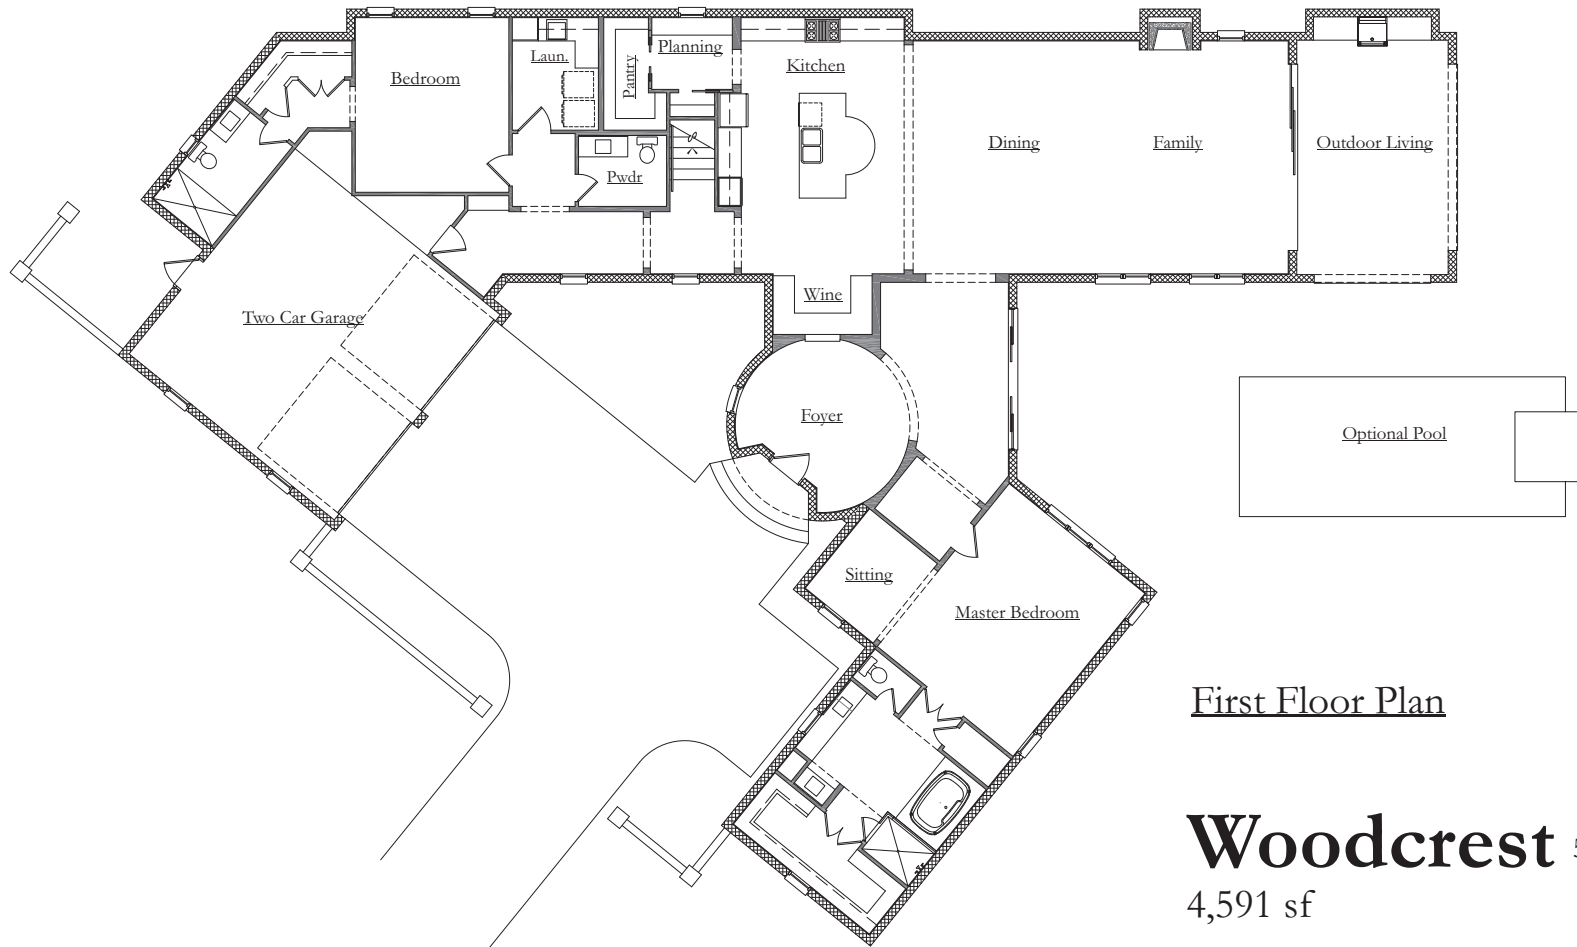 Planning
Laun.
Kitchen
Bedroom
Pantry
Dining
Family
Outdoor Living
Pwdr
Wine
Two Car Garage
Foyer
Optional Pool
Sitting
Master Bedroom
First Floor Plan
Woodcrest
4,591 sf